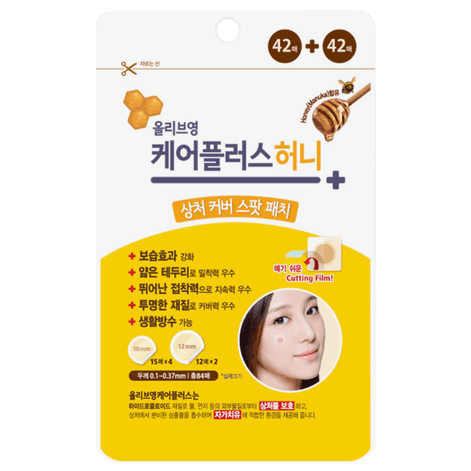 42매 + 42매
자르는 선
Honey(Manuka)함유
올리브영
케어플러스허니
상처 커버 스팟 패치
+ 보습효과 강화
+ 얇은 테두리로 밀착력 우수
+ 뛰어난 접착력으로 지속력 우수
+ 투명한 재질로 커버력 우수
+ 생활방수 가능
떼기 쉬운
Cutting Film!
10mm
12mm
15매×4
12매×2
*실제크기
두께 0.1~0.37mm | 총84매
올리브영케어플러스는
하이드로콜로이드 재질로 물, 먼지 등의 외부물질로부터 상처를 보호하고,
상처에서 분비된 삼출물을 흡수하여 자가치유에 적합한 환경을 제공해 줍니다.